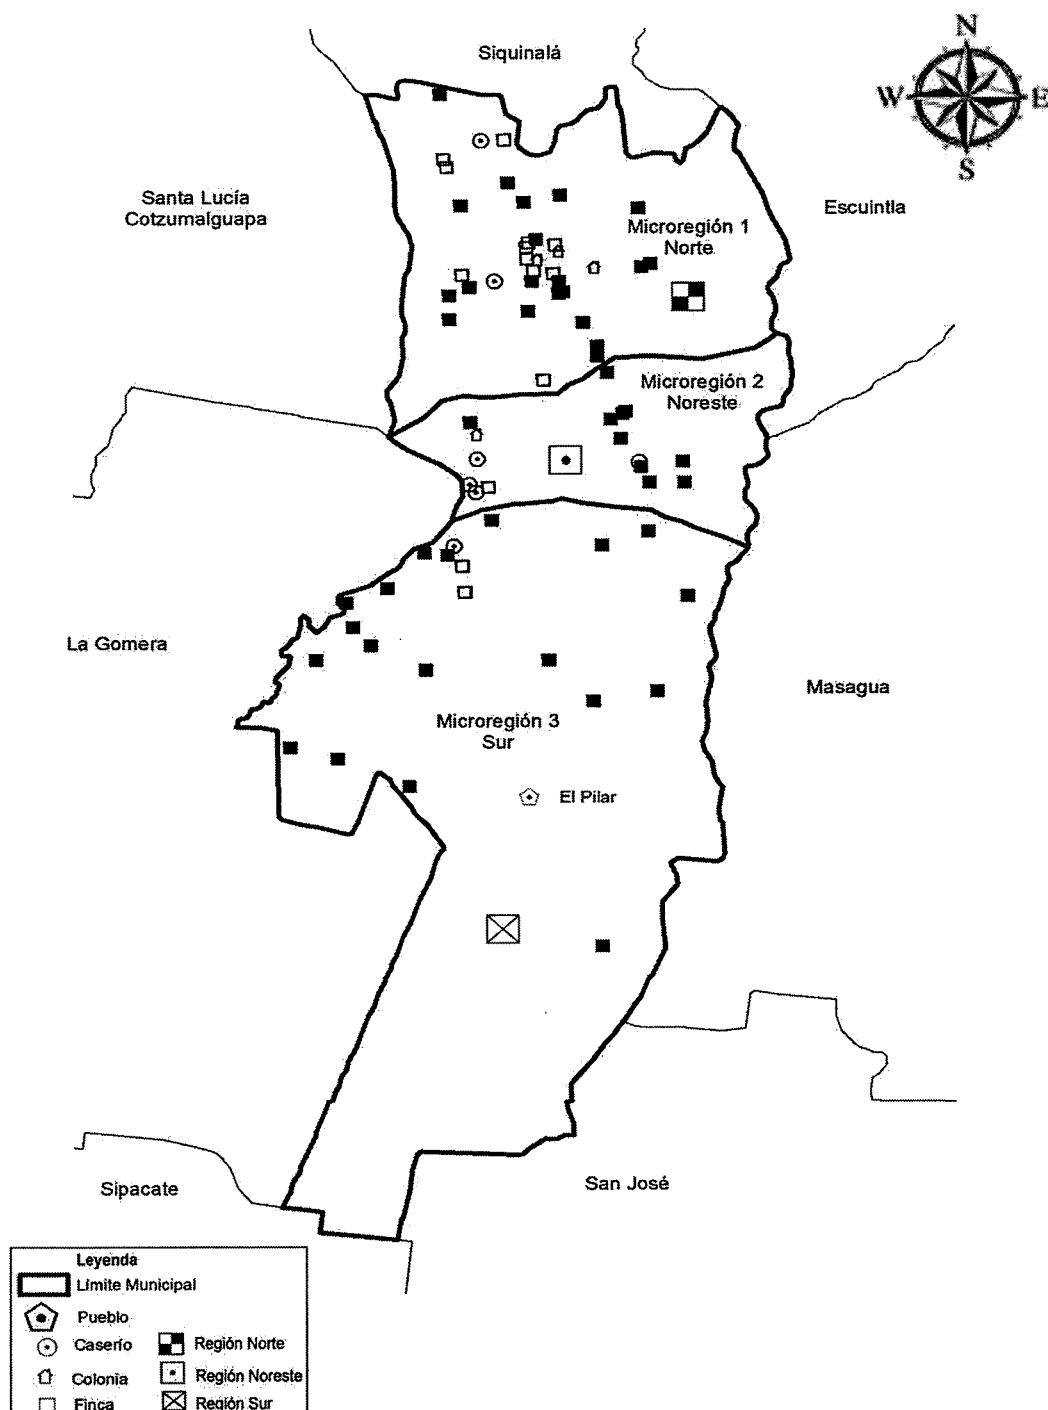 N
Siquinalá
W
E
S
Santa Lucía
Cotzumalguapa
Escuintla
Microregión 1
Norte
Microregión 2
Noreste
La Gomera
Masagua
Microregión 3
Sur
El Pilar
San José
Sipacate
Leyenda
Límite Municipal
Pueblo
Caserío
Región Norte
Colonia
Región Noreste
Finca
Región Sur